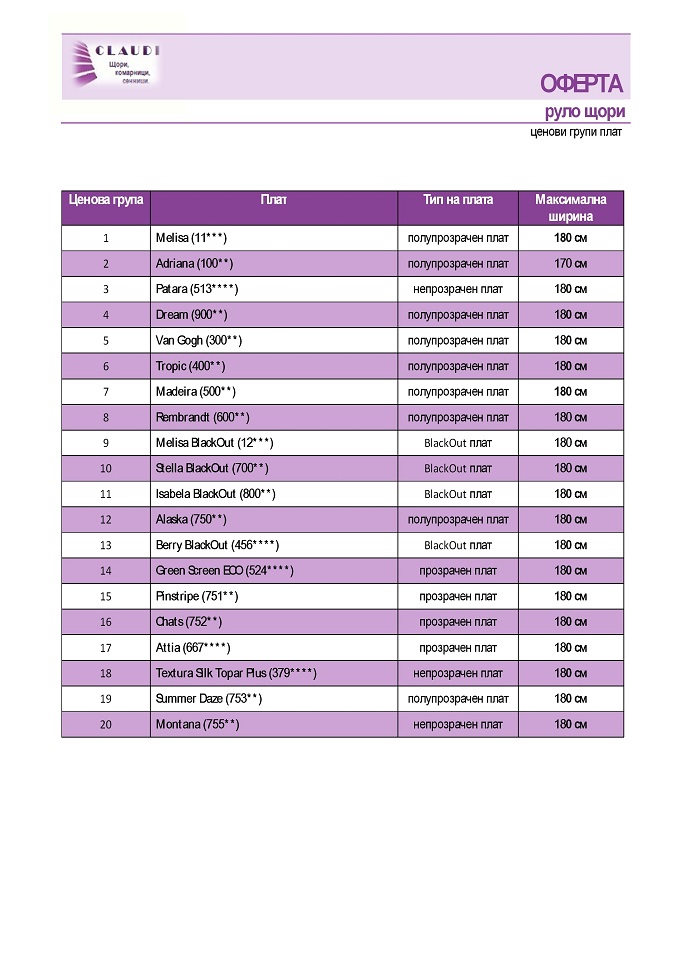 CLAUDI
Щори,
комарници,
сенници.
ОФЕРТА
руло щори
ценови групи плат
Ценова група Плат Тип на плата Максимална ширина
1 Melisa (11***) полупрозрачен плат 180 см
2 Adriana (100**) полупрозрачен плат 170 см
3 Patara (513****) непрозрачен плат 180 см
4 Dream (900**) полупрозрачен плат 180 см
5 Van Gogh (300**) полупрозрачен плат 180 см
6 Tropic (400**) полупрозрачен плат 180 см
7 Madeira (500**) полупрозрачен плат 180 см
8 Rembrandt (600**) полупрозрачен плат 180 см
9 Melisa BlackOut (12***) BlackOut плат 180 см
10 Stella BlackOut (700**) BlackOut плат 180 см
11 Isabela BlackOut (800**) BlackOut плат 180 см
12 Alaska (750**) полупрозрачен плат 180 см
13 Berry BlackOut (456****) BlackOut плат 180 см
14 Green Screen ECO (524****) прозрачен плат 180 см
15 Pinstripe (751**) прозрачен плат 180 см
16 Chats (752**) прозрачен плат 180 см
17 Attia (667****) прозрачен плат 180 см
18 Textura Silk Topar Plus (379****) непрозрачен плат 180 см
19 Summer Daze (753**) полупрозрачен плат 180 см
20 Montana (755**) непрозрачен плат 180 см